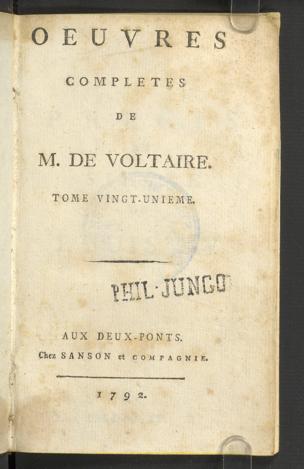 OEUVRES
COMPLETES
DE
M. DE VOLTAIRE.
TOME VINGT-UNIEME.
PHIL·JUNGO
AUX DEUX-PONTS.
Chez SANSON et COMPAGNIE.
1792.